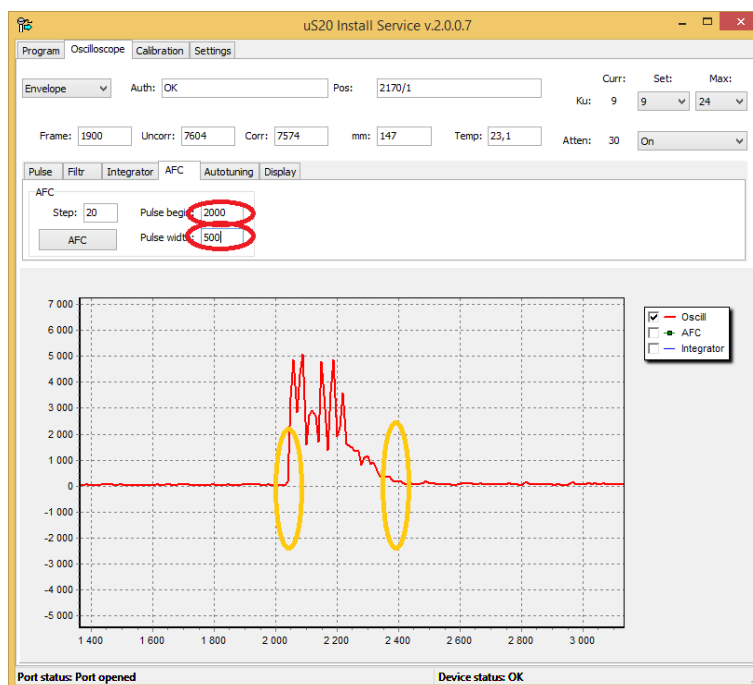 uS20 Install Service v.2.0.0.7
Program Oscilloscope Calibration Settings
Envelope Auth: OK Pos: 2170/1
Curr: Set: Max:
Ku: 9 9 24
Frame: 1900 Uncorr: 7604 Corr: 7574 mm: 147 Temp: 23,1
Atten: 30 On
Pulse Filtr Integrator AFC Autotuning Display
AFC
Step: 20 Pulse begin: 2000
AFC Pulse width: 500
7 000
6 000
5 000
4 000
3 000
2 000
1 000
0
-1 000
-2 000
-3 000
-4 000
-5 000
1 400 1 600 1 800 2 000 2 200 2 400 2 600 2 800 3 000
Oscill
AFC
Integrator
Port status: Port opened Device status: OK